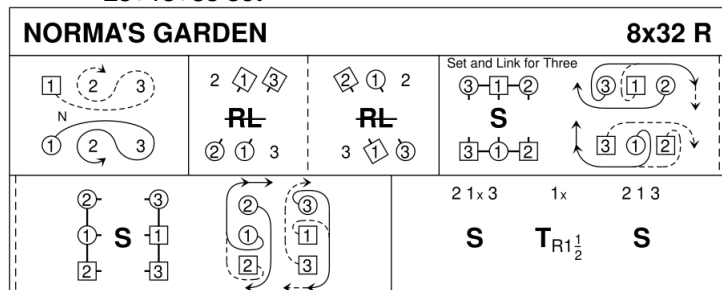 NORMA'S GARDEN 8x32 R
1 2 3 2 1 3 2 1 2 Set and Link for Three
3 1 2 3 1 2
N RL RL S
1 2 3 2 1 3 3 1 3 3 1 2 3 1 2
2 3 2 3 2 1x 3 1x 2 1 3
1 S 1 1 1 S TR1½ S
2 3 2 3